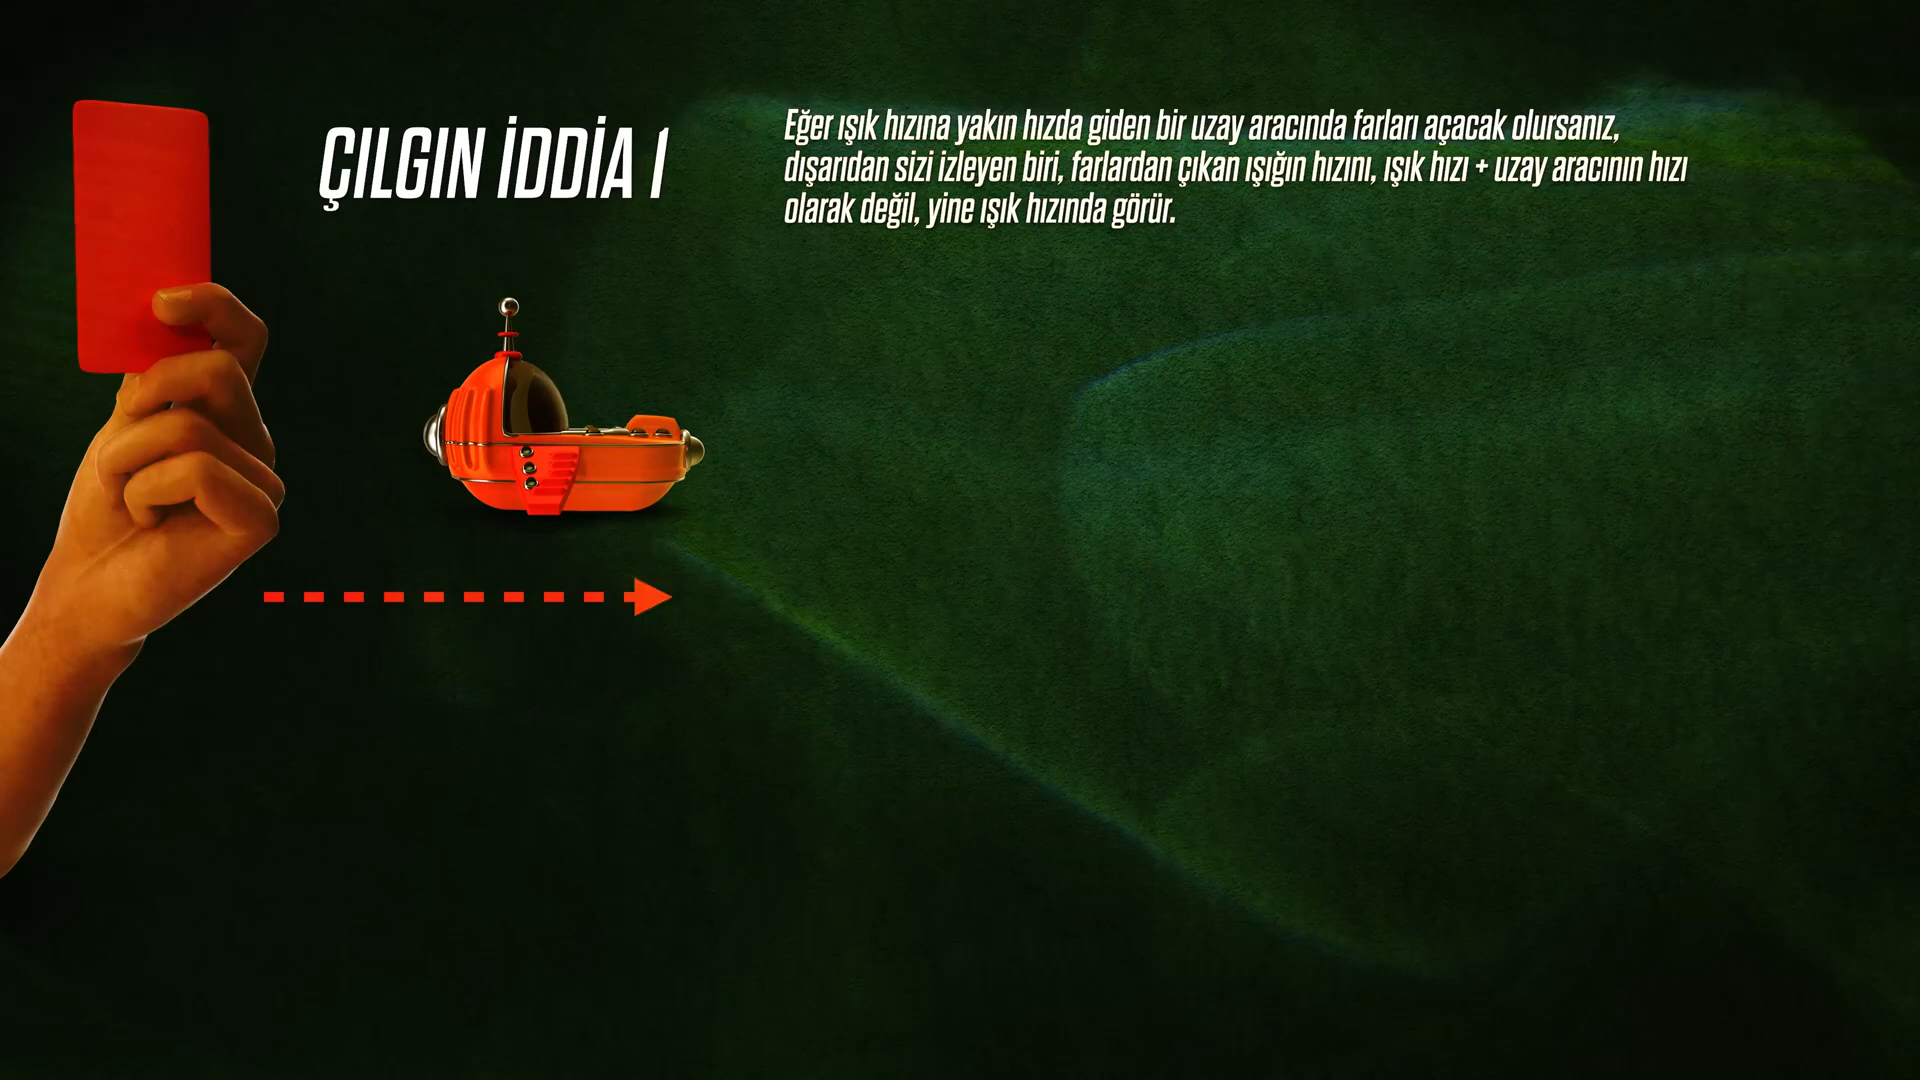 ÇILGIN İDDİA 1
Eğer ışık hızına yakın hızda giden bir uzay aracında farları açacak olursanız,
dışarıdan sizi izleyen biri, farlardan çıkan ışığın hızını, ışık hızı + uzay aracının hızı
olarak değil, yine ışık hızında görür.